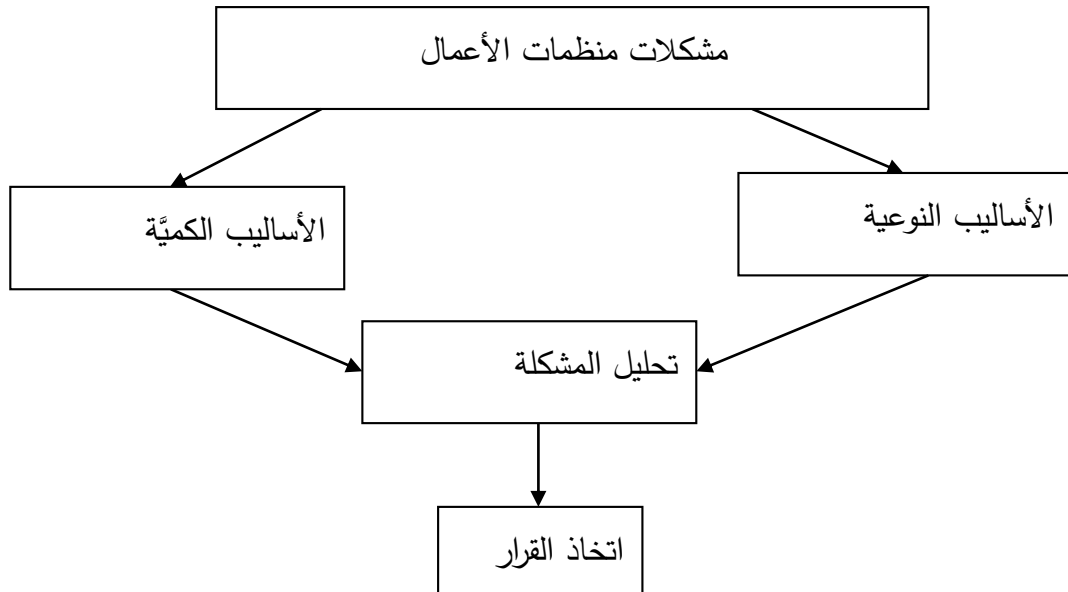 مشكلات منظمات الأعمال
الأساليب النوعية
الأساليب الكميَّة
تحليل المشكلة
اتخاذ القرار